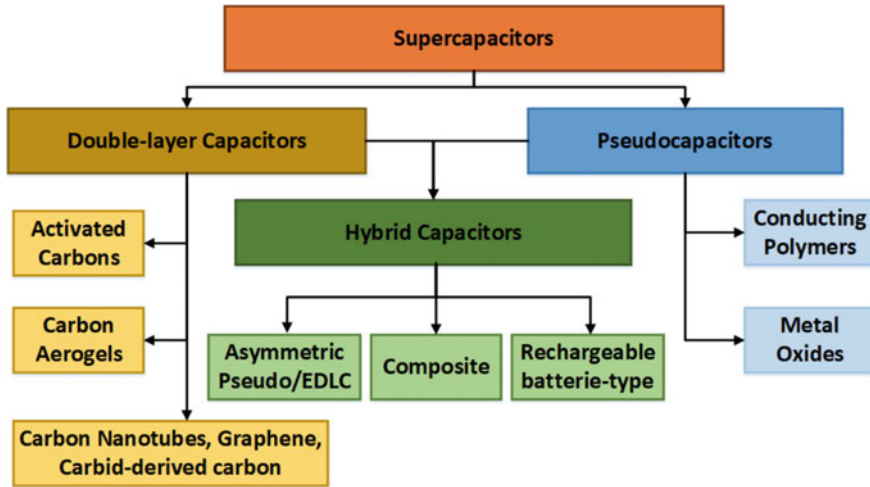 Supercapacitors
Double-layer Capacitors
Pseudocapacitors
Hybrid Capacitors
Activated
Carbons
Carbon
Aerogels
Carbon Nanotubes, Graphene,
Carbid-derived carbon
Asymmetric
Pseudo/EDLC
Composite
Rechargeable
batterie-type
Conducting
Polymers
Metal
Oxides